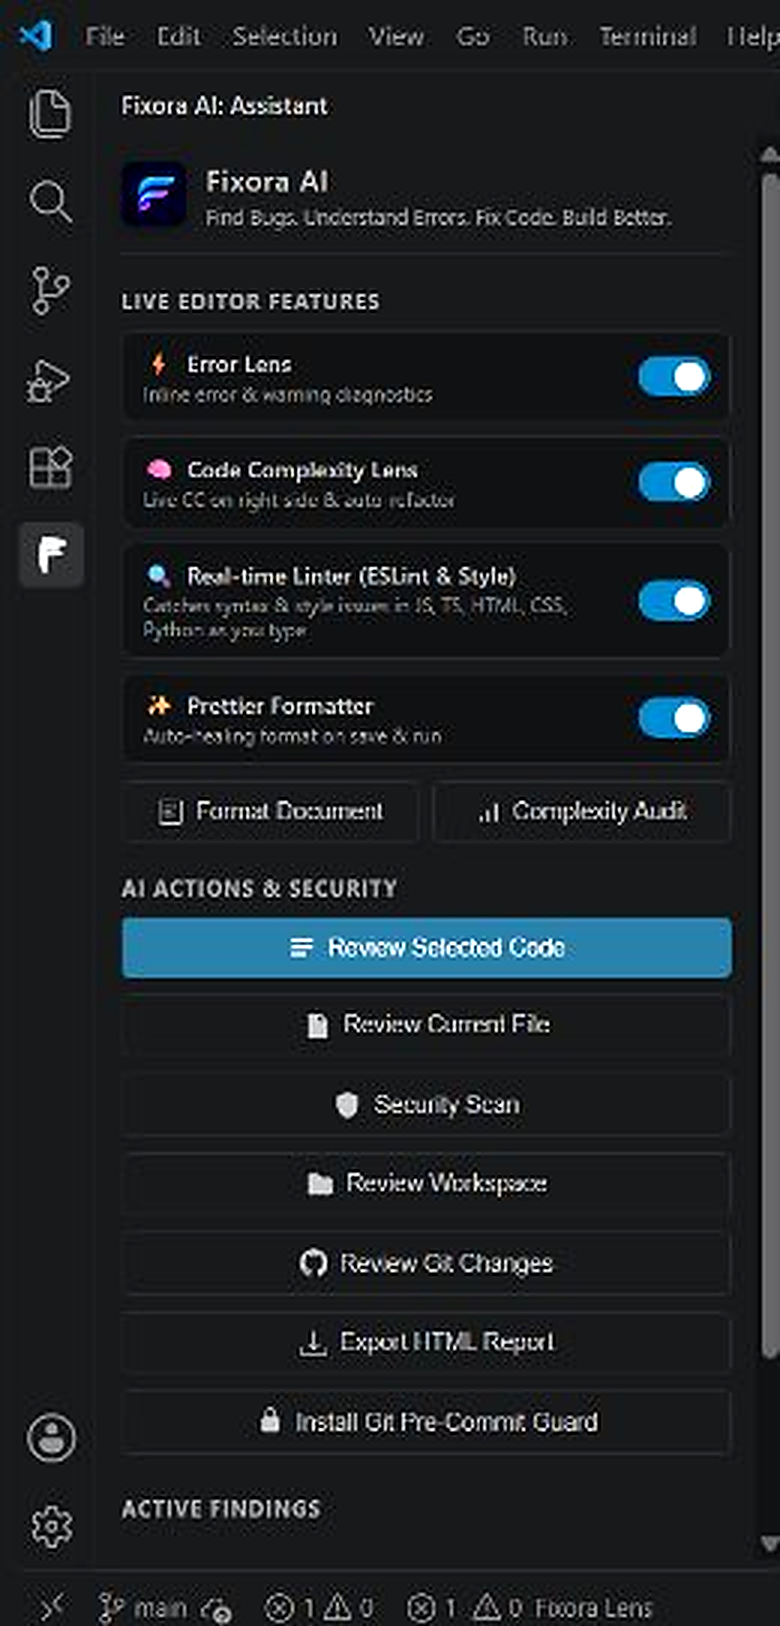 File Edit Selection View Go Run Terminal Help
Fixora AI: Assistant
Fixora AI
Find Bugs. Understand Errors. Fix Code. Build Better.
LIVE EDITOR FEATURES
Error Lens
Inline error & warning diagnostics
Code Complexity Lens
Live CC on right side & auto-refactor
Real-time Linter (ESLint & Style)
Catches syntax & style issues in JS, TS, HTML, CSS,
Python as you type
Prettier Formatter
Auto-healing format on save & run
Format Document Complexity Audit
AI ACTIONS & SECURITY
Review Selected Code
Review Current File
Security Scan
Review Workspace
Review Git Changes
Export HTML Report
Install Git Pre-Commit Guard
ACTIVE FINDINGS
main 1 0 1 0 Fixora Lens